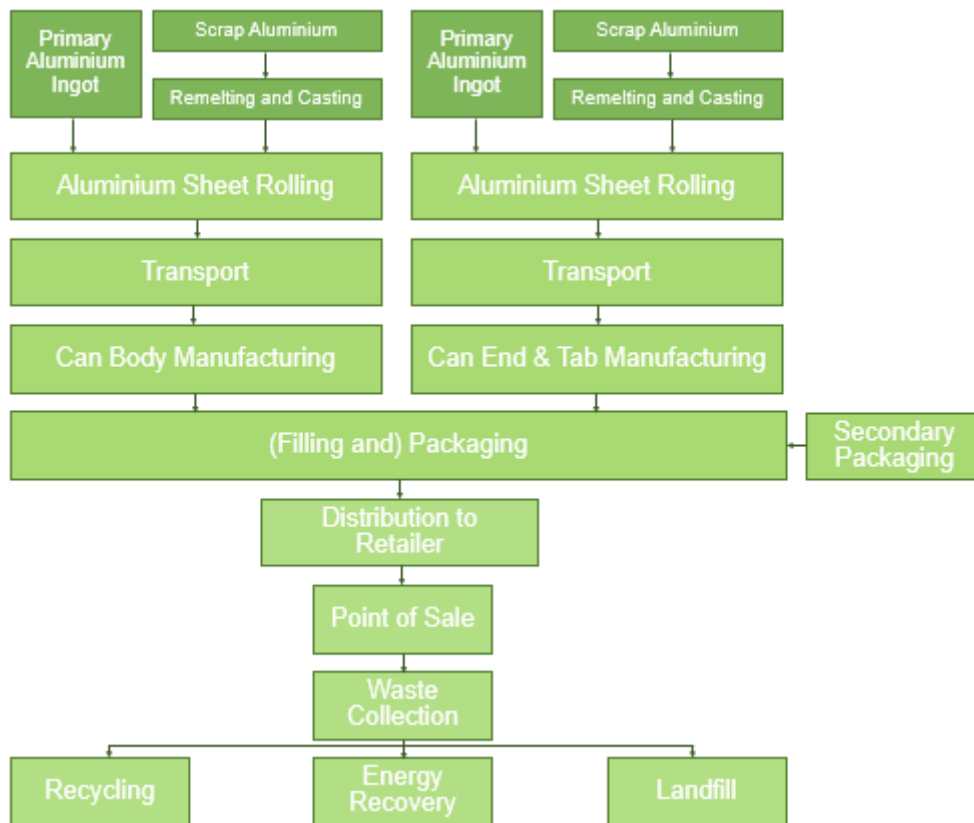 Primary
Aluminium
Ingot
Scrap Aluminium
Remelting and Casting
Primary
Aluminium
Ingot
Scrap Aluminium
Remelting and Casting
Aluminium Sheet Rolling
Aluminium Sheet Rolling
Transport
Transport
Can Body Manufacturing
Can End & Tab Manufacturing
(Filling and) Packaging
Secondary
Packaging
Distribution to
Retailer
Point of Sale
Waste
Collection
Recycling
Energy
Recovery
Landfill